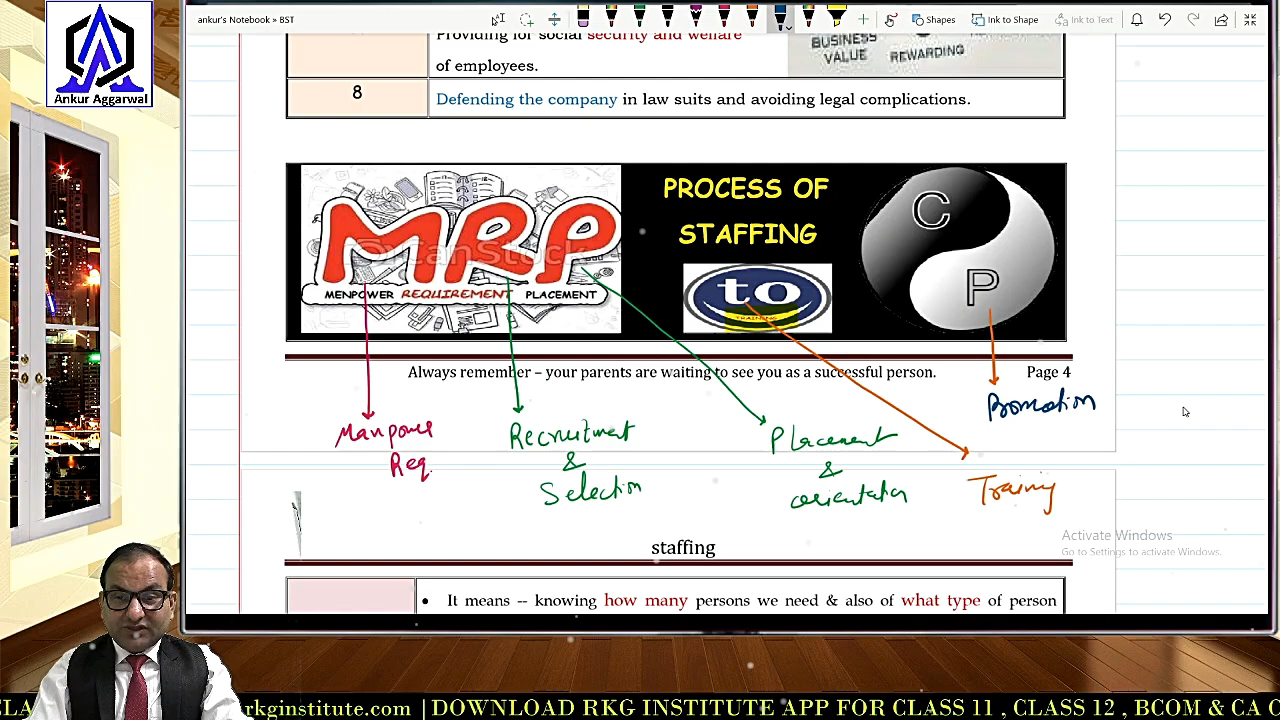 ankur's Notebook » BST
Shapes
Ink to Shape
Ink to Text
Ankur Aggarwal
Providing for social security and welfare
of employees.
BUSINESS
VALUE
REWARDING
8
Defending the company in law suits and avoiding legal complications.
MRP
CanStock
MENPOWER REQUIREMENT PLACEMENT
PROCESS OF
STAFFING
to
TRAINING
C
P
Always remember – your parents are waiting to see you as a successful person.
Page 4
Manpower
Req.
Recruitment
&
Selection
Placement
&
orientation
Training
Promotion
Activate Windows
Go to Settings to activate Windows.
staffing
• It means -- knowing how many persons we need & also of what type of person
rkginstitute.com | DOWNLOAD RKG INSTITUTE APP FOR CLASS 11 , CLASS 12 , BCOM & CA